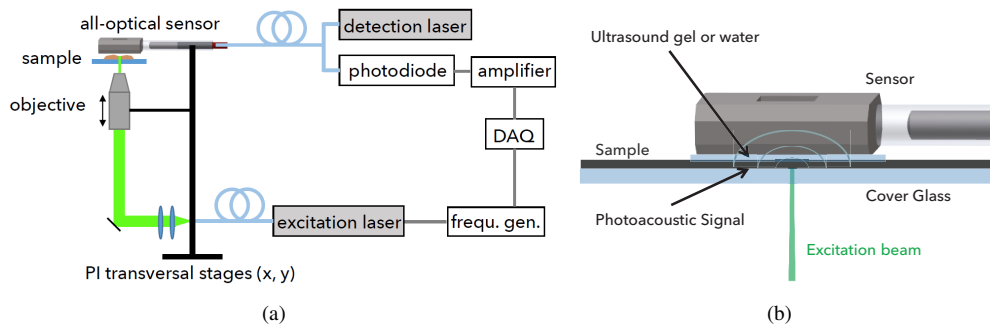 all-optical sensor
detection laser
sample
photodiode
amplifier
objective
DAQ
excitation laser
frequ. gen.
PI transversal stages (x, y)
(a)
Ultrasound gel or water
Sensor
Sample
Cover Glass
Photoacoustic Signal
Excitation beam
(b)